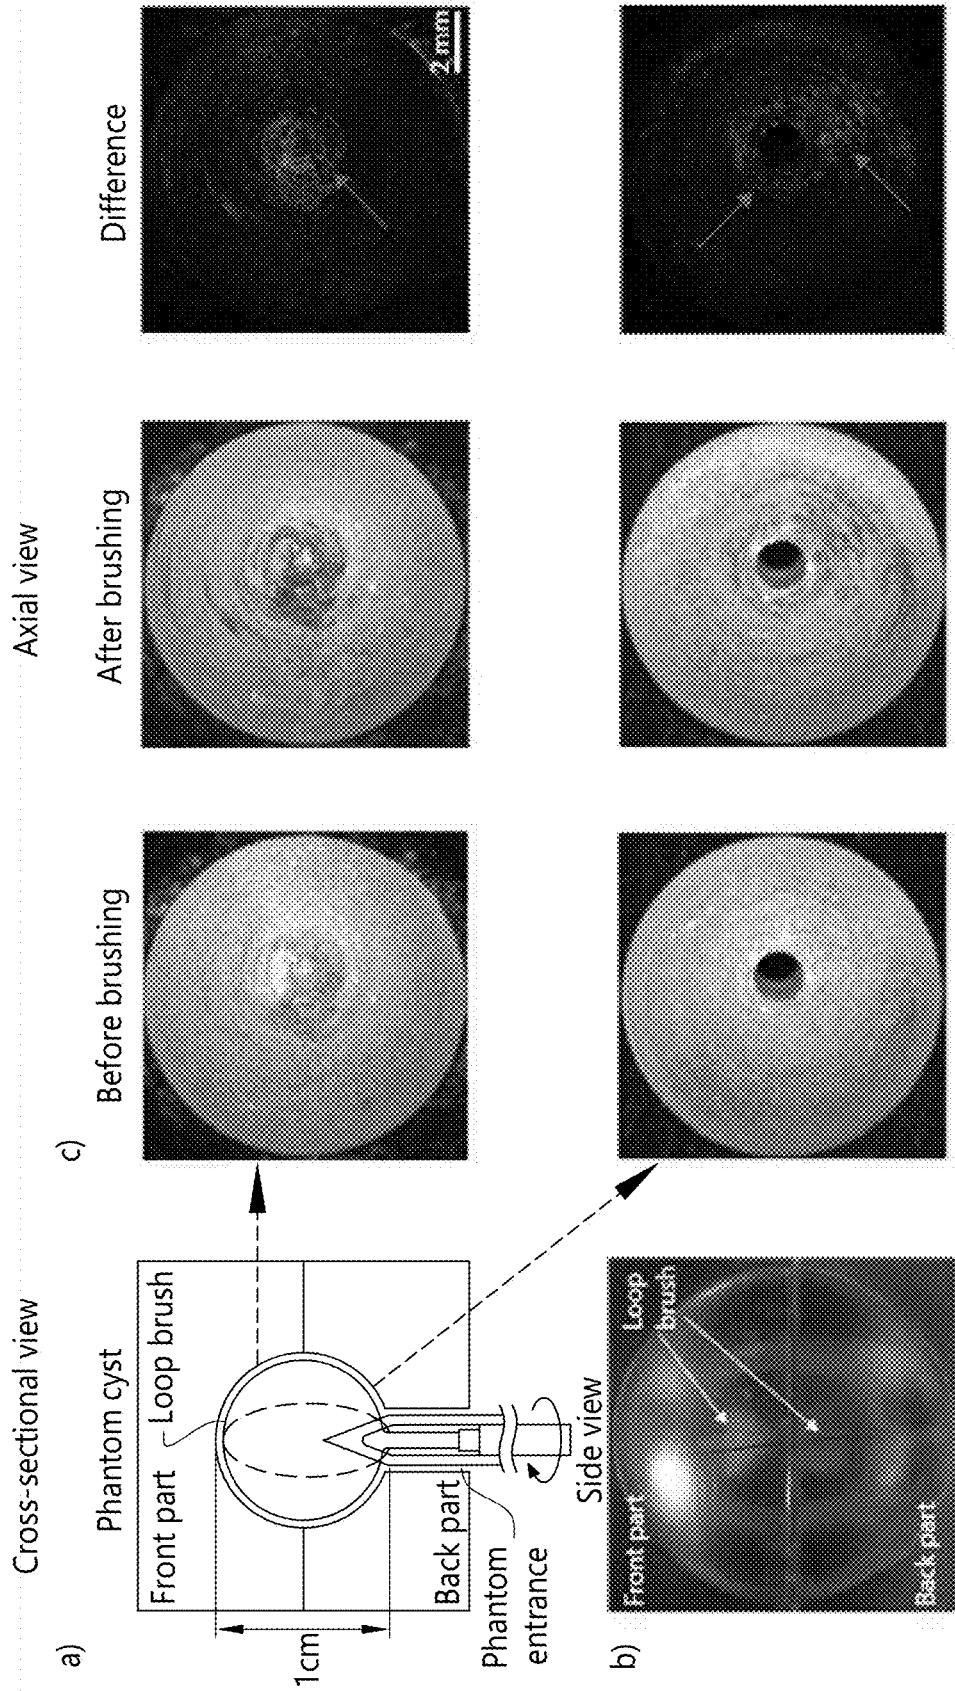 Cross-sectional view
Axial view
a)
Phantom cyst
Front part
Loop brush
1cm
Back part
Phantom
entrance
Side view
b)
Front part
Loop
brush
Back part
c)
Before brushing
After brushing
Difference
2 mm